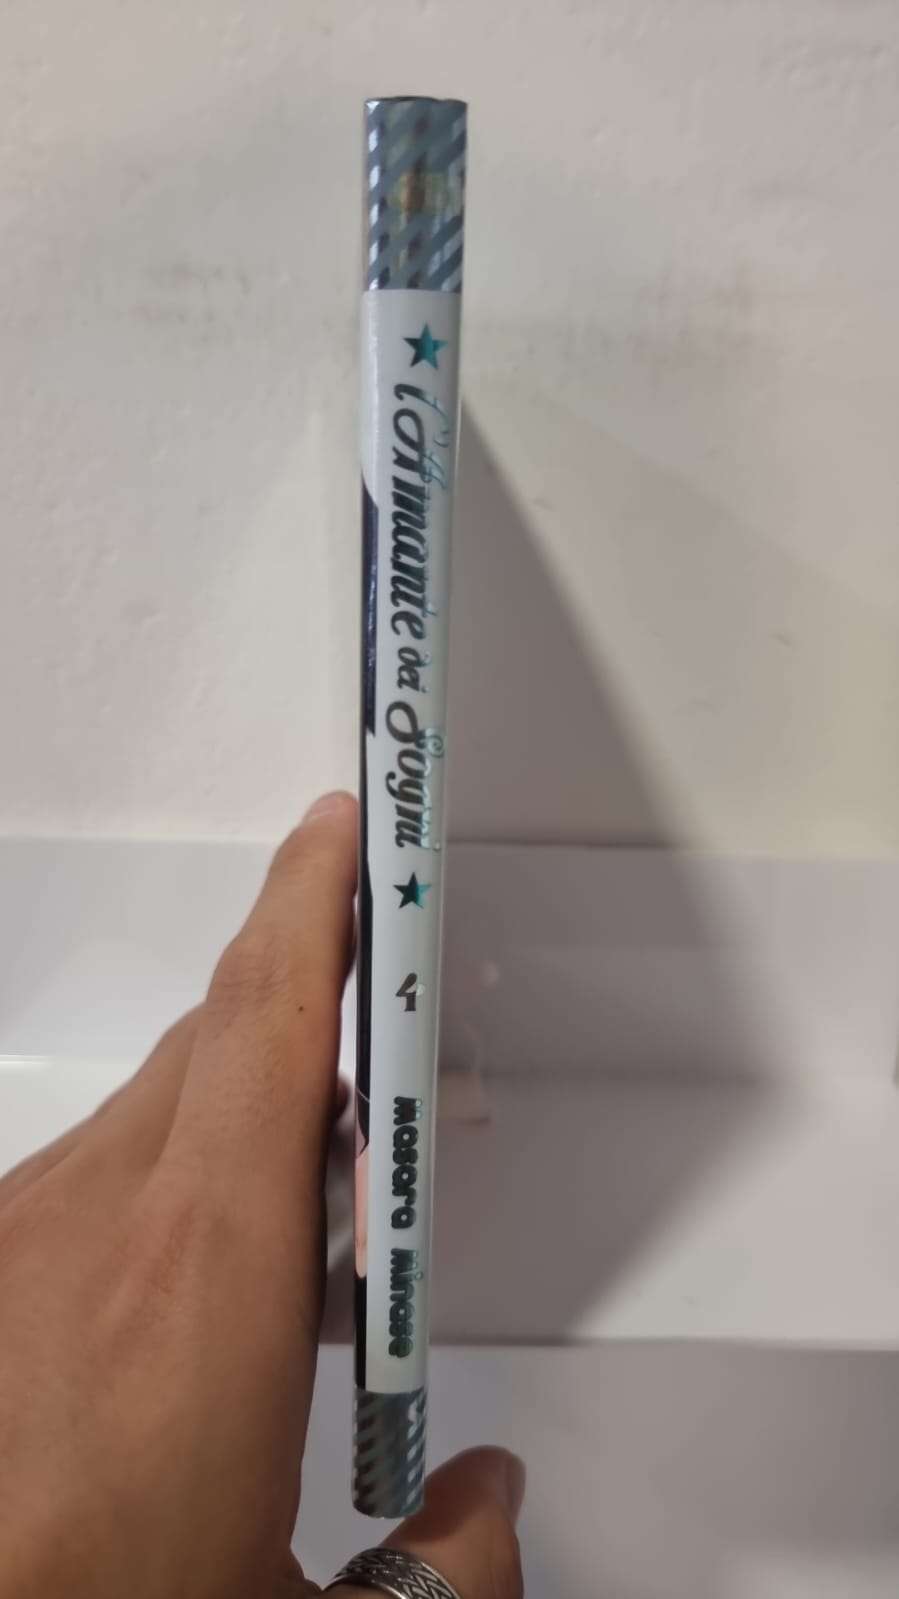 ★ l'Amante dei Sogni ★ 4 Masara Minase